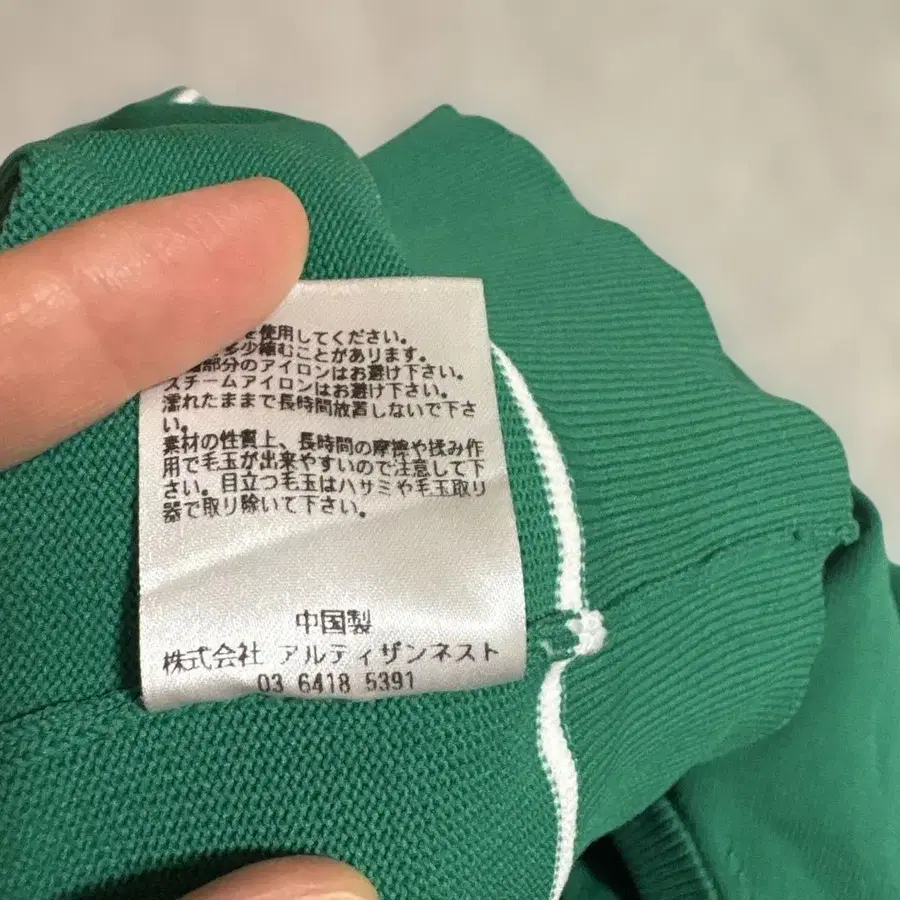 を使用してください。
多少縮むことがあります。
部分のアイロンはお避け下さい。
スチームアイロンはお避け下さい。
濡れたままで長時間放置しないで下さ
い。
素材の性質上、長時間の摩擦や揉み作
用で毛玉が出来やすいので注意して下
さい。目立つ毛玉はハサミや毛玉取り
器で取り除いて下さい。
中国製
株式会社 アルティザンネスト
03 6418 5391